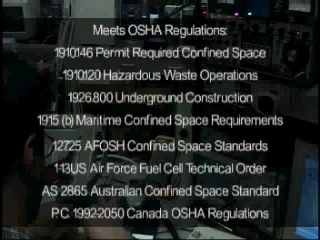 Meets OSHA Regulations:
1910.146 Permit Required Confined Space
1910.120 Hazardous Waste Operations
1926.800 Underground Construction
1915 (b) Maritime Confined Space Requirements
127.25 AFOSH Confined Space Standards
1-1-3 US Air Force Fuel Cell Technical Order
AS 2865 Australian Confined Space Standard
P.C. 1992-2050 Canada OSHA Regulations